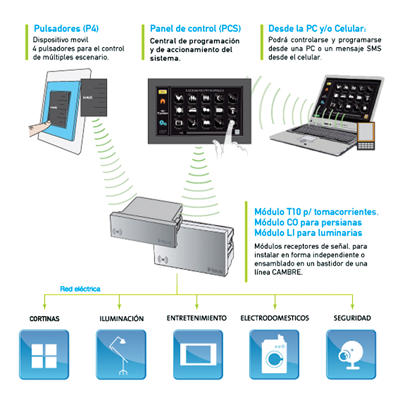 Pulsadores (P4)
Dispositivo movil
4 pulsadores para el control
de múltiples escenario.
Panel de control (PCS)
Central de programación
y de accionamiento del
sistema.
Desde la PC y/o Celular:
Podrá controlarse y programarse
desde una PC o un mensaje SMS
desde el celular.
Módulo T10 p/ tomacorrientes.
Módulo CO para persianas
Módulo LI para luminarias
Módulos receptores de señal. para
instalar en forma independiente o
ensamblado en un bastidor de una
línea CAMBRE.
Red eléctrica
CORTINAS
ILUMINACIÓN
ENTRETENIMIENTO
ELECTRODOMESTICOS
SEGURIDAD